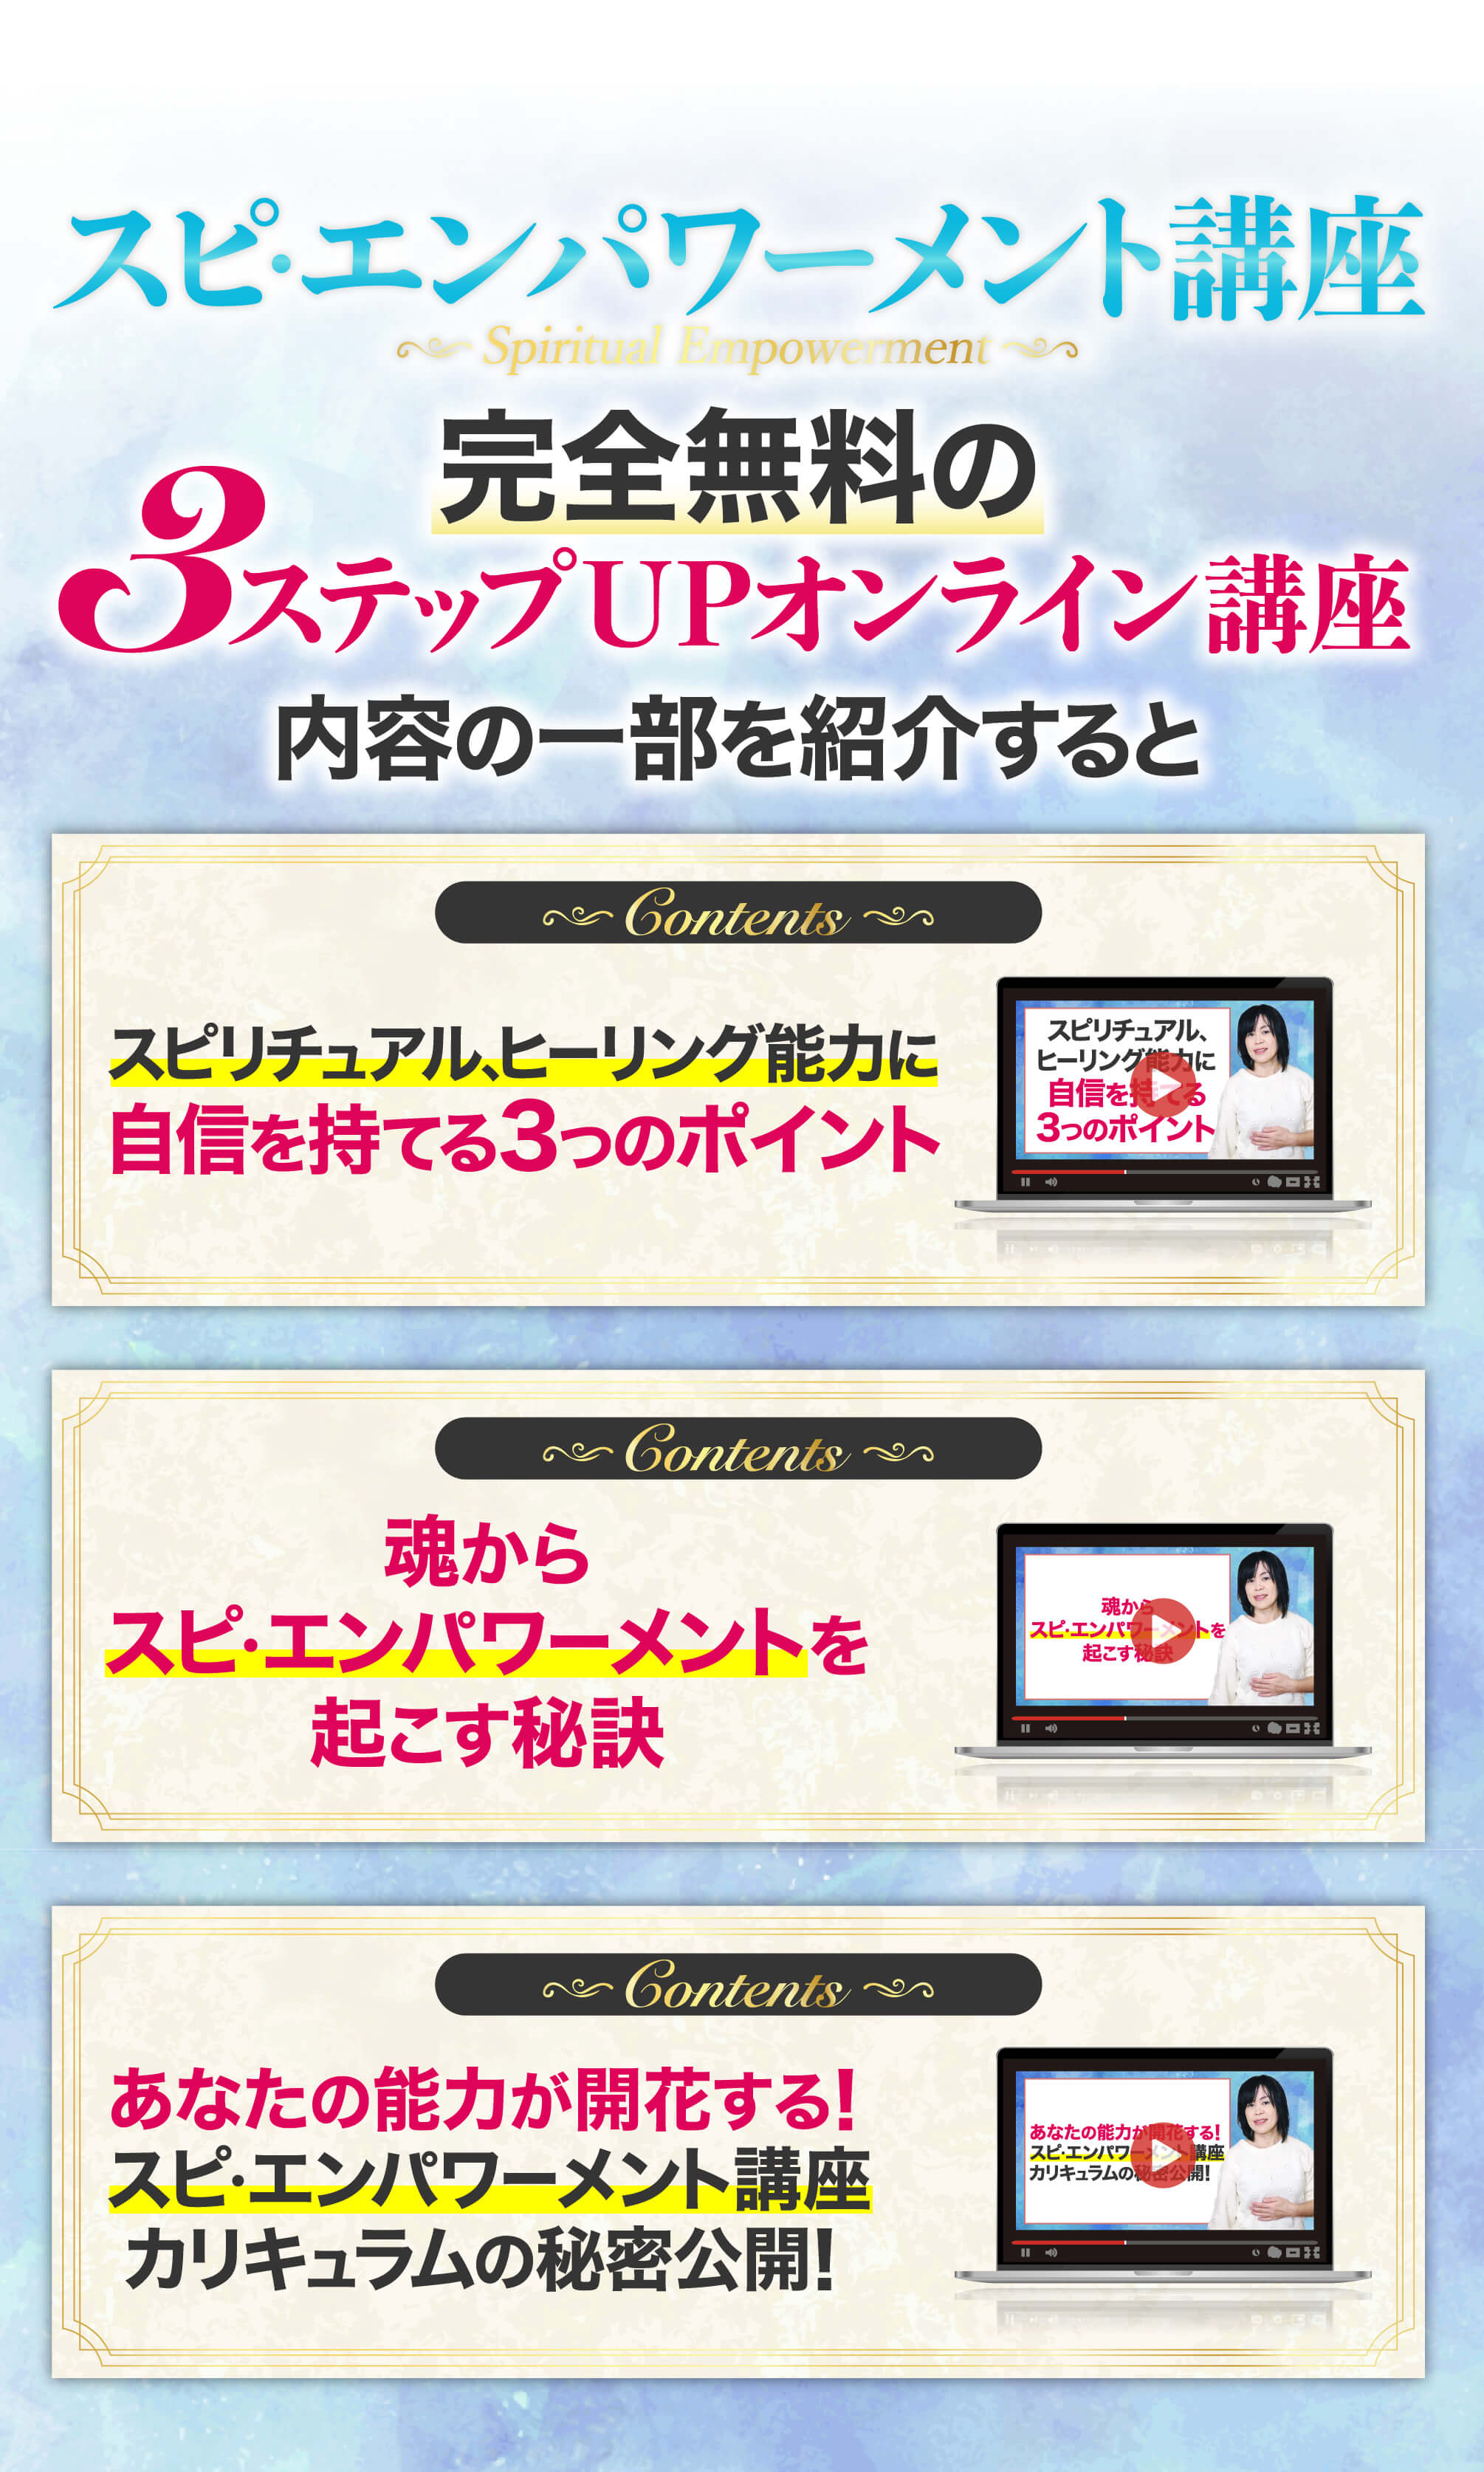 スピ・エンパワーメント講座
Spiritual Empowerment
完全無料の
3ステップUPオンライン講座
内容の一部を紹介すると
Contents
スピリチュアル、ヒーリング能力に
自信を持てる3つのポイント
スピリチュアル、
ヒーリング能力に
自信を持てる
3つのポイント
Contents
魂から
スピ・エンパワーメントを
起こす秘訣
魂から
スピ・エンパワーメントを
起こす秘訣
Contents
あなたの能力が開花する!
スピ・エンパワーメント講座
カリキュラムの秘密公開!
あなたの能力が開花する!
スピ・エンパワーメント講座
カリキュラムの秘密公開!